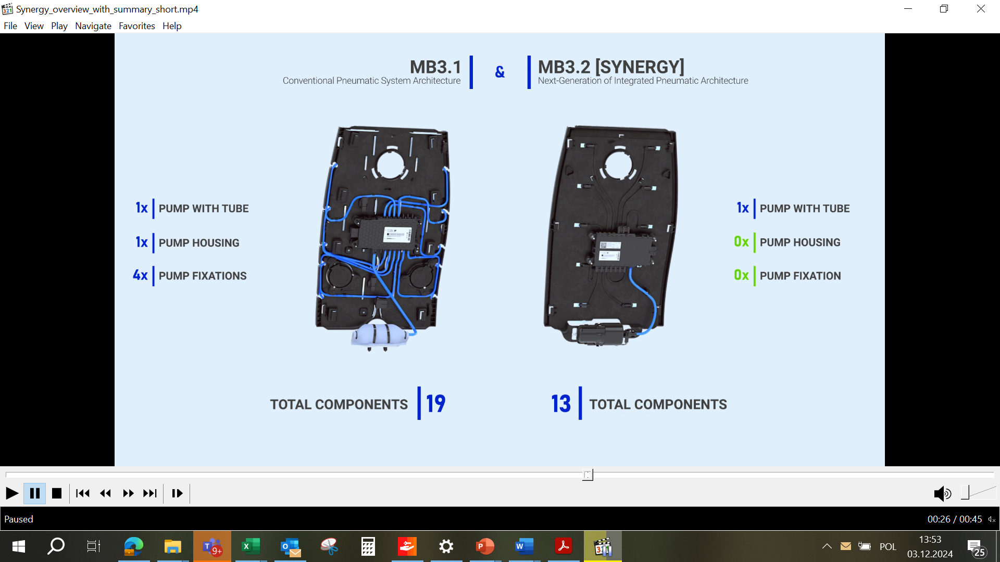 Synergy_overview_with_summary_short.mp4
File View Play Navigate Favorites Help
MB3.1
Conventional Pneumatic System Architecture
&
MB3.2 [SYNERGY]
Next-Generation of Integrated Pneumatic Architecture
1x PUMP WITH TUBE
1x PUMP HOUSING
4x PUMP FIXATIONS
1x PUMP WITH TUBE
0x PUMP HOUSING
0x PUMP FIXATION
TOTAL COMPONENTS 19
13 TOTAL COMPONENTS
Paused
00:26 / 00:45
9+
POL
13:53
03.12.2024
25